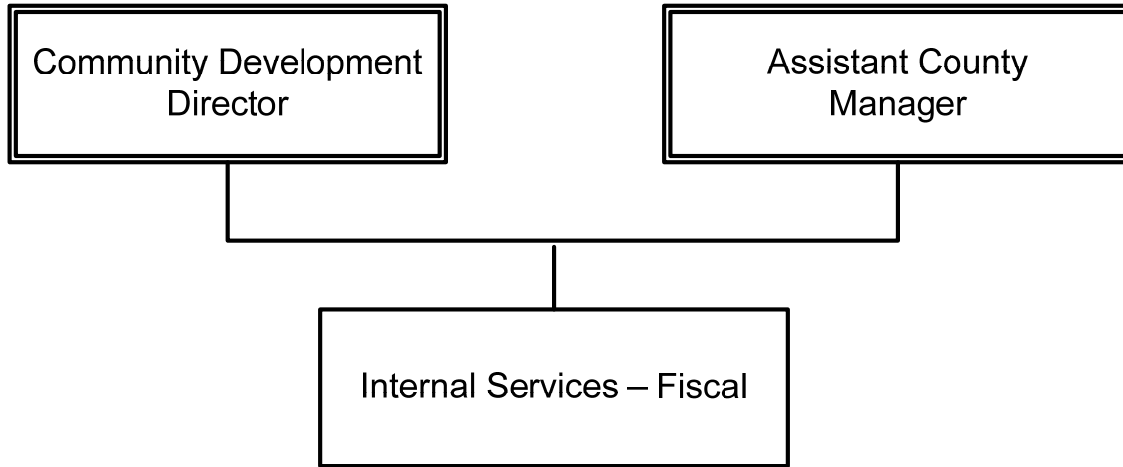 Community Development
Director
Assistant County
Manager
Internal Services – Fiscal